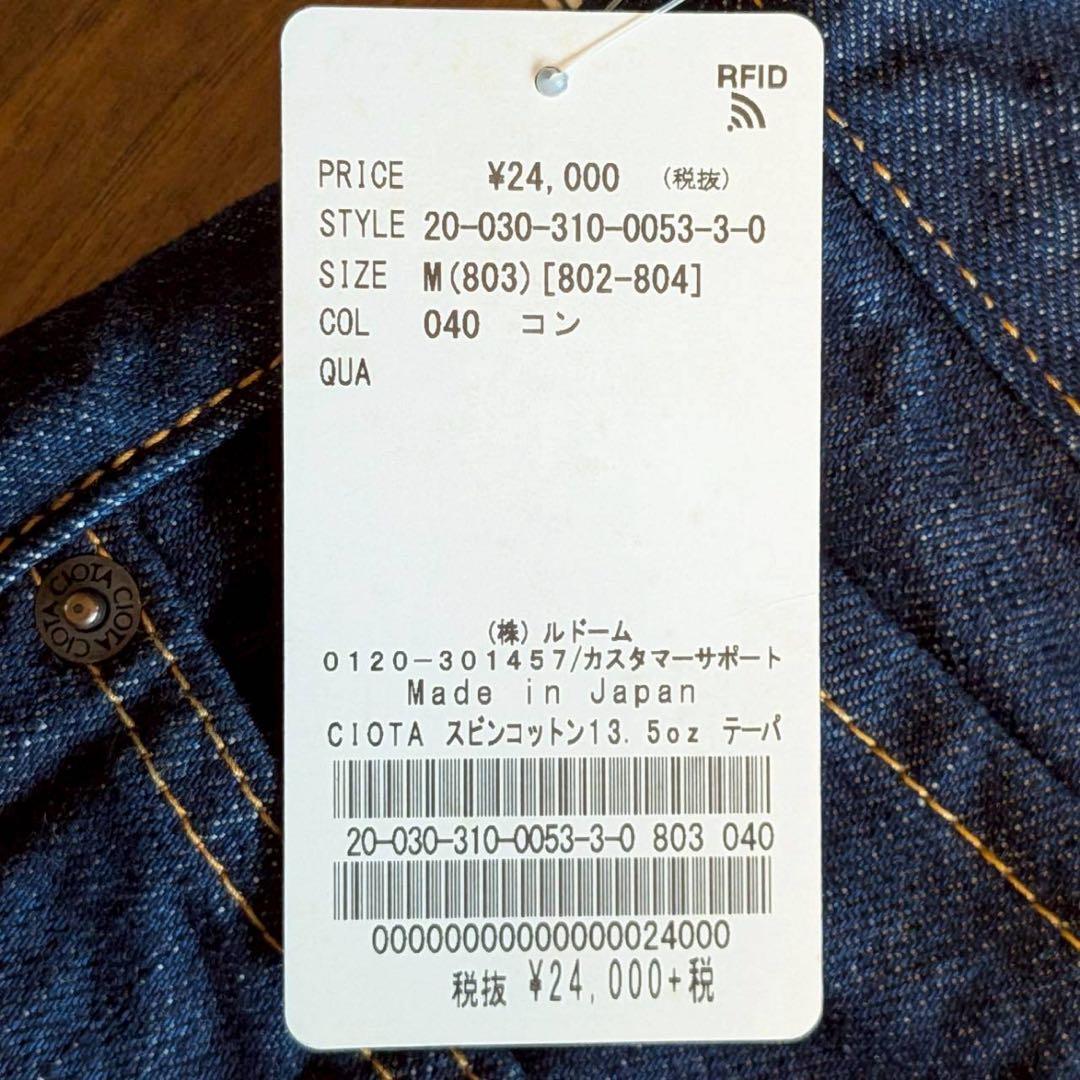 RFID
PRICE ¥24,000 (税抜)
STYLE 20-030-310-0053-3-0
SIZE M(803)[802-804]
COL 040 コン
QUA
(株)ルドーム
0120-301457/カスタマーサポート
Made in Japan
CIOTA スビンコットン13.5oz テーパ
20-030-310-0053-3-0 803 040
00000000000000024000
税抜 ¥24,000+税
CIOTA CIOTA CIOTA